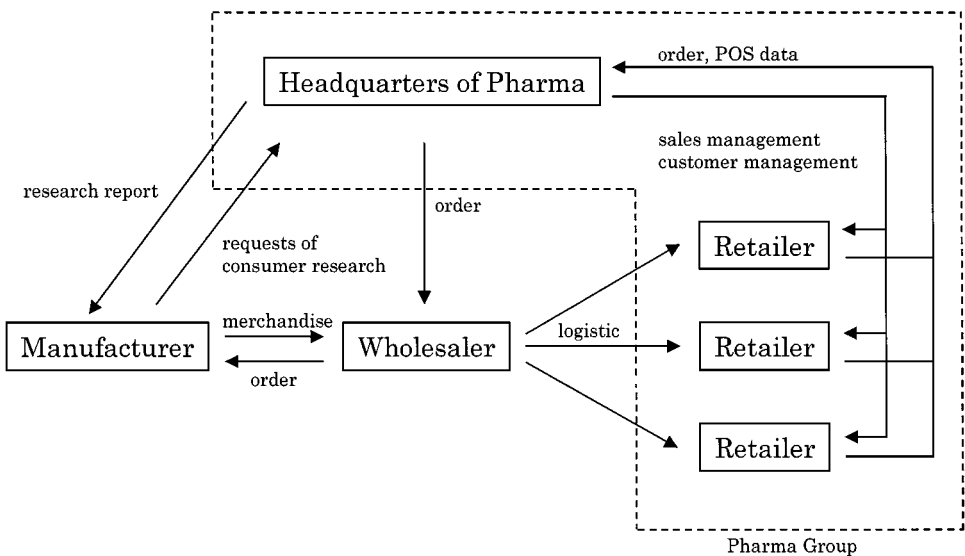 order, POS data
Headquarters of Pharma
sales management
customer management
research report
order
requests of
consumer research
Retailer
merchandise
logistic
Manufacturer
Wholesaler
Retailer
order
Retailer
Pharma Group